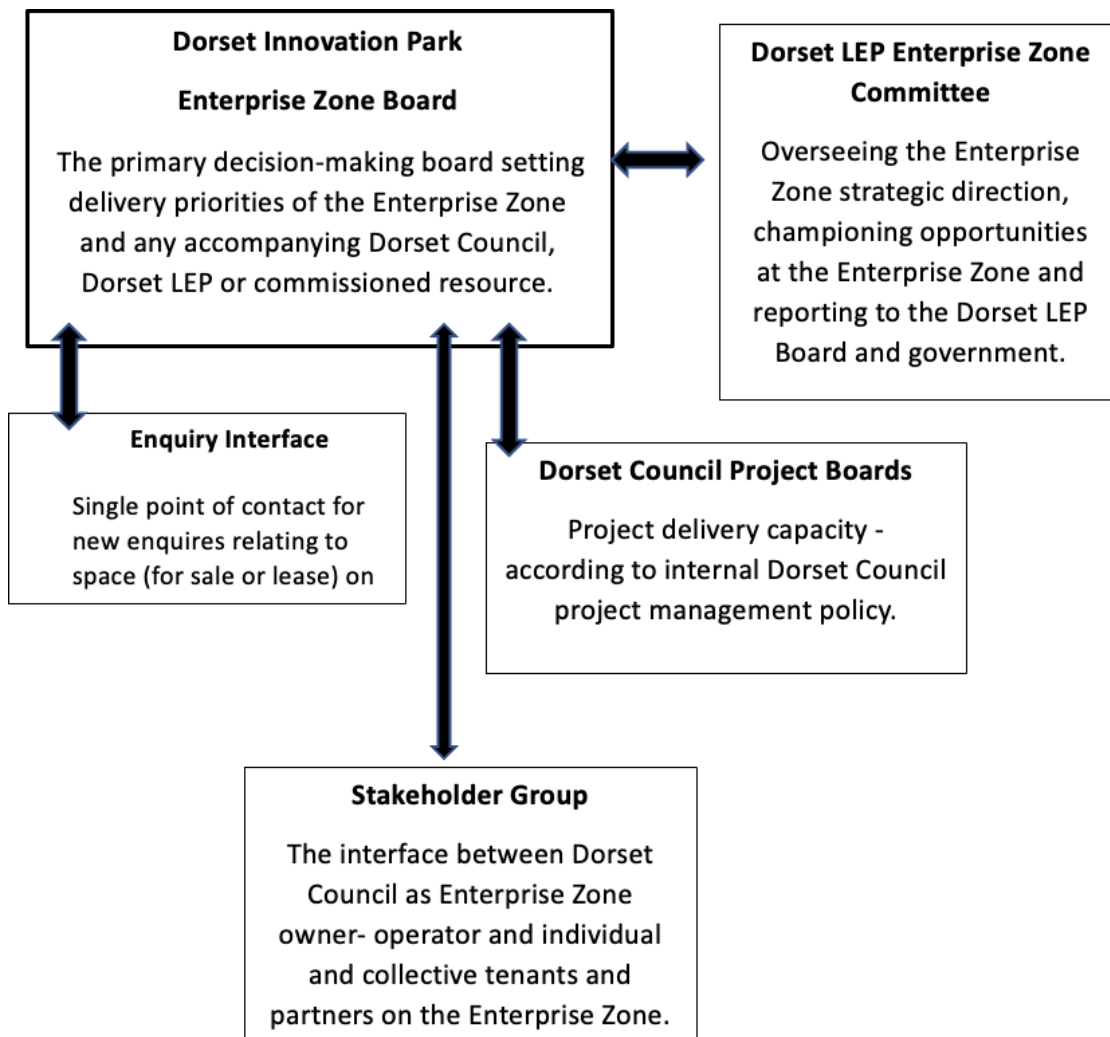 Dorset Innovation Park
Enterprise Zone Board
The primary decision-making board setting
delivery priorities of the Enterprise Zone
and any accompanying Dorset Council,
Dorset LEP or commissioned resource.
Dorset LEP Enterprise Zone
Committee
Overseeing the Enterprise
Zone strategic direction,
championing opportunities
at the Enterprise Zone and
reporting to the Dorset LEP
Board and government.
Enquiry Interface
Single point of contact for
new enquires relating to
space (for sale or lease) on
Dorset Council Project Boards
Project delivery capacity -
according to internal Dorset Council
project management policy.
Stakeholder Group
The interface between Dorset
Council as Enterprise Zone
owner- operator and individual
and collective tenants and
partners on the Enterprise Zone.